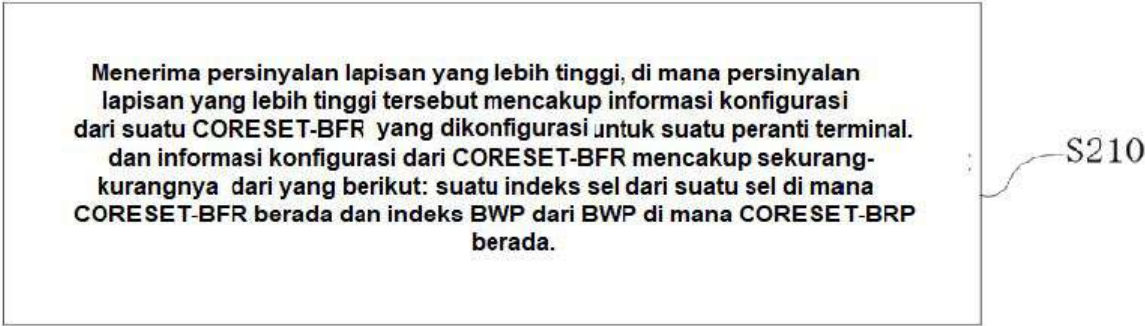 Menerima persinyalan lapisan yang lebih tinggi, di mana persinyalan
lapisan yang lebih tinggi tersebut mencakup informasi konfigurasi
dari suatu CORESET-BFR yang dikonfigurasi untuk suatu peranti terminal.
dan informasi konfigurasi dari CORESET-BFR mencakup sekurang-
kurangnya dari yang berikut: suatu indeks sel dari suatu sel di mana
CORESET-BFR berada dan indeks BWP dari BWP di mana CORESET-BRP
berada.
S210